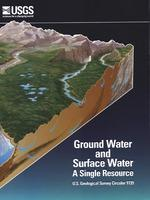 USGS
science for a changing world
Ground Water
and
Surface Water
A Single Resource
U.S. Geological Survey Circular 1139